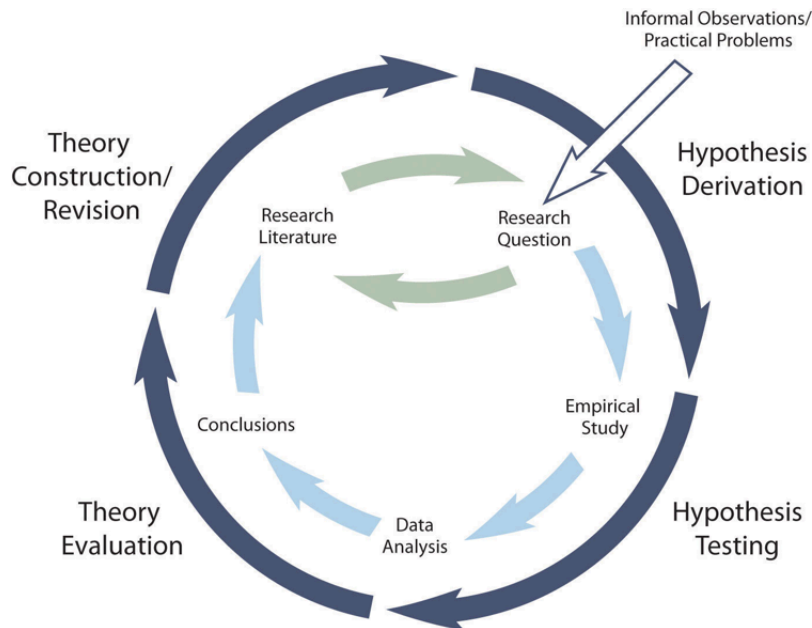 Informal Observations/
Practical Problems
Theory
Construction/
Revision
Hypothesis
Derivation
Research
Literature
Research
Question
Conclusions
Empirical
Study
Theory
Evaluation
Data
Analysis
Hypothesis
Testing